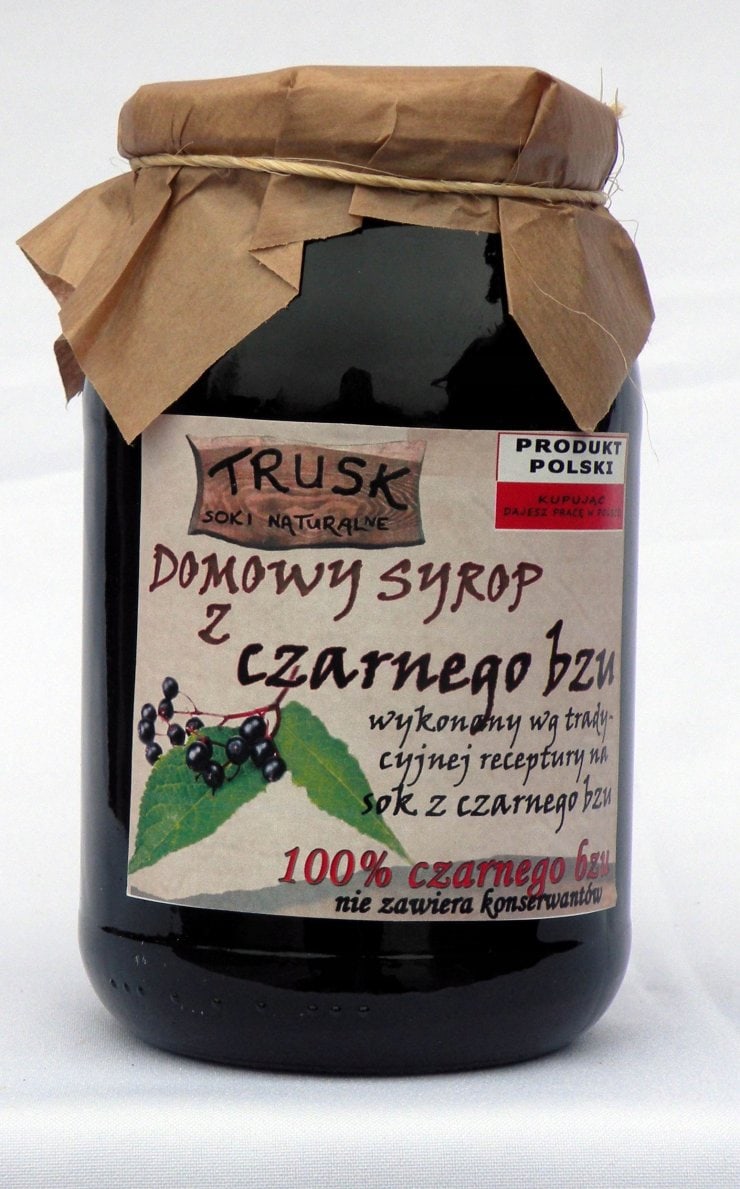 TRUSK
SOKI NATURALNE
PRODUKT
POLSKI
KUPUJĄC
DAJESZ PRACĘ W POLSCE
DOMOWY SYROP
z
czarnego bzu
wykonany wg trady-
cyjnej receptury na
sok z czarnego bzu
100% czarnego bzu
nie zawiera konserwantów